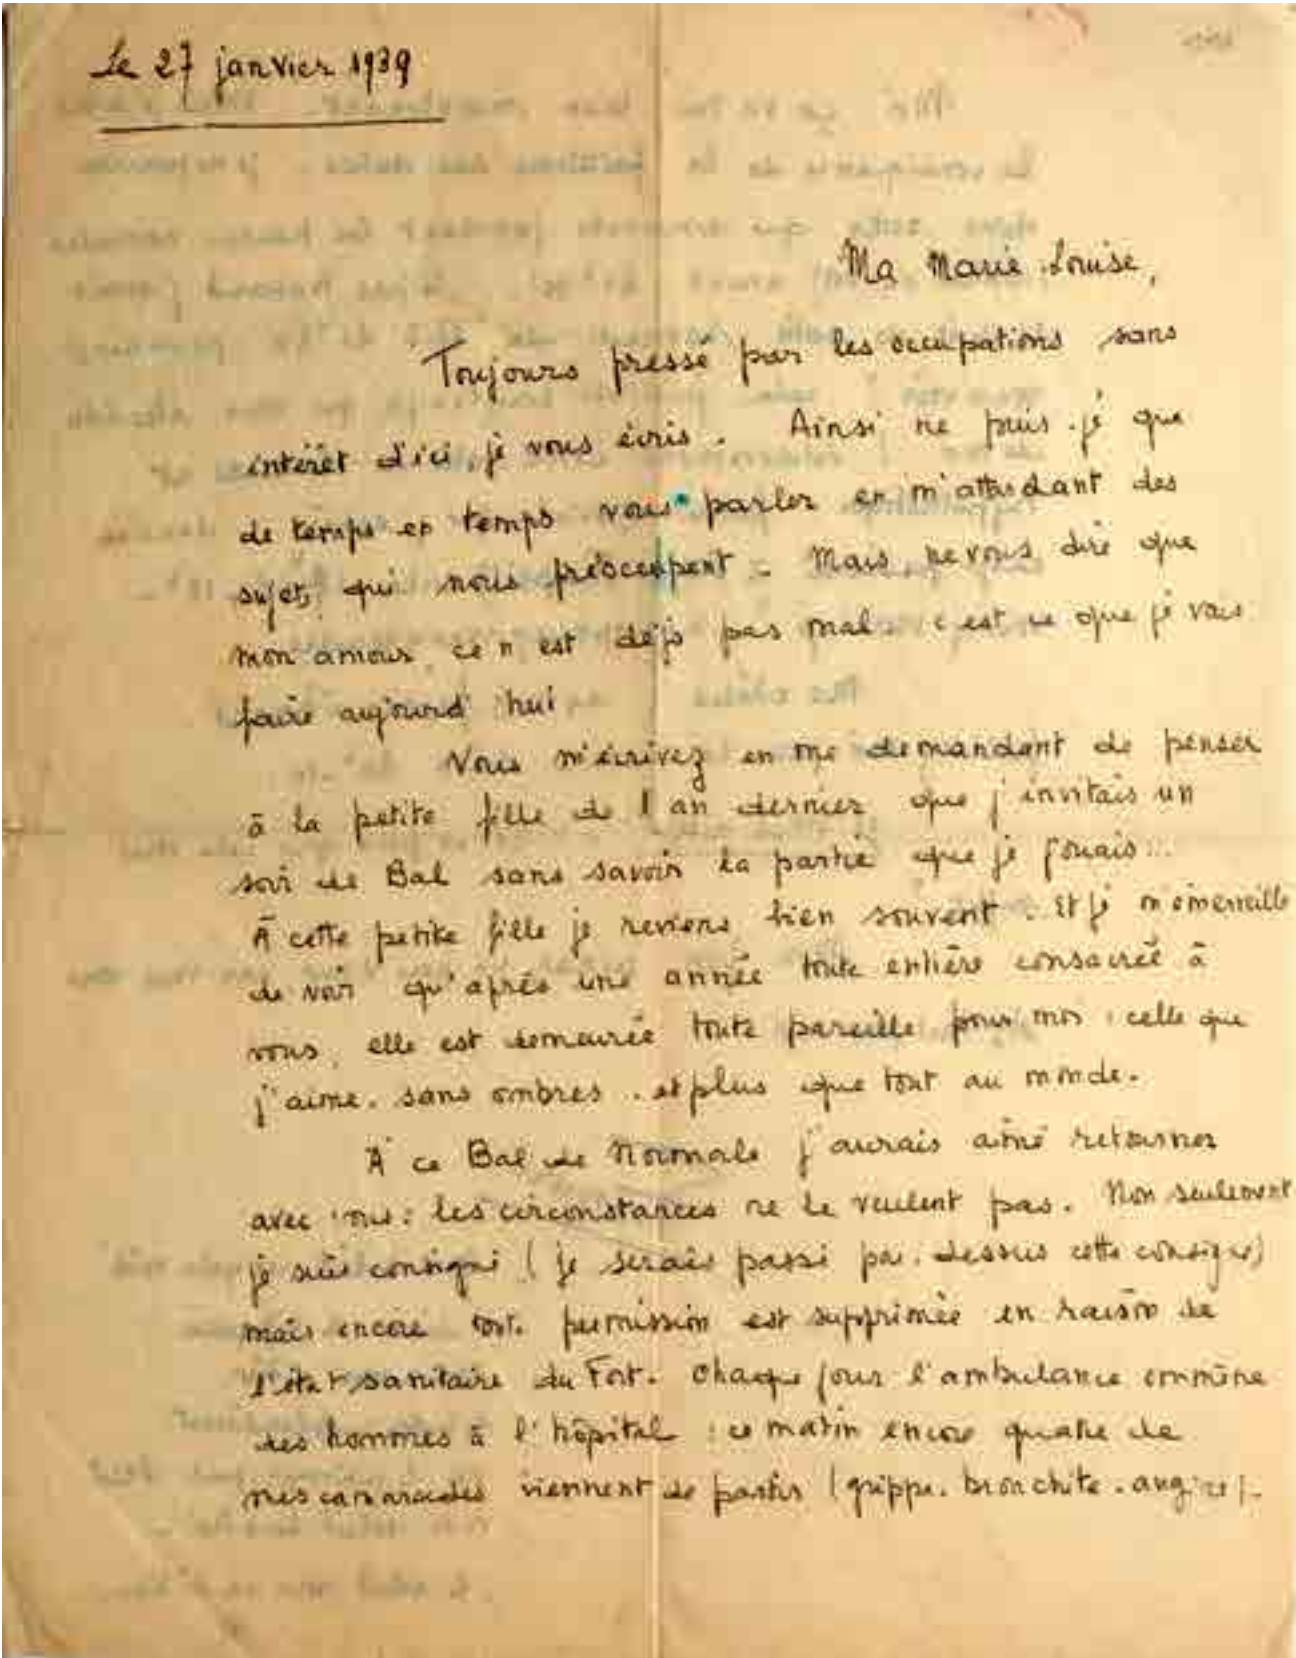 Le 27 janvier 1939
Ma Marie Louise,
Toujours pressé par les occupations sans
intérêt d'ici, je vous écris. Ainsi ne puis-je que
de temps en temps vous parler en m'attardant des
sujets qui nous préoccupent. Mais ne vous dire que
mon amour, ce n'est déjà pas mal. c'est ce que je vais
faire aujourd'hui
Vous m'écrivez en me demandant de penser
à la petite fille de l'an dernier que j'invitais un
soir de Bal sans savoir la partie que je jouais...
À cette petite fille je reviens bien souvent. Et je m'émerveille
de voir qu'après une année toute entière consacrée à
vous, elle est demeurée toute pareille pour moi : celle que
j'aime. sans ombres. et plus que tout au monde.
À ce Bal de Normale j'aurais aimé retourner
avec vous : les circonstances ne le veulent pas. Non seulement
je suis consigné (je serais passé par dessus cette consigne)
mais encore toute permission est supprimée en raison de
l'état sanitaire du Fort. Chaque jour l'ambulance emmène
des hommes à l'hôpital : ce matin encore quatre de
mes camarades viennent de partir (grippe. bronchite. angine).